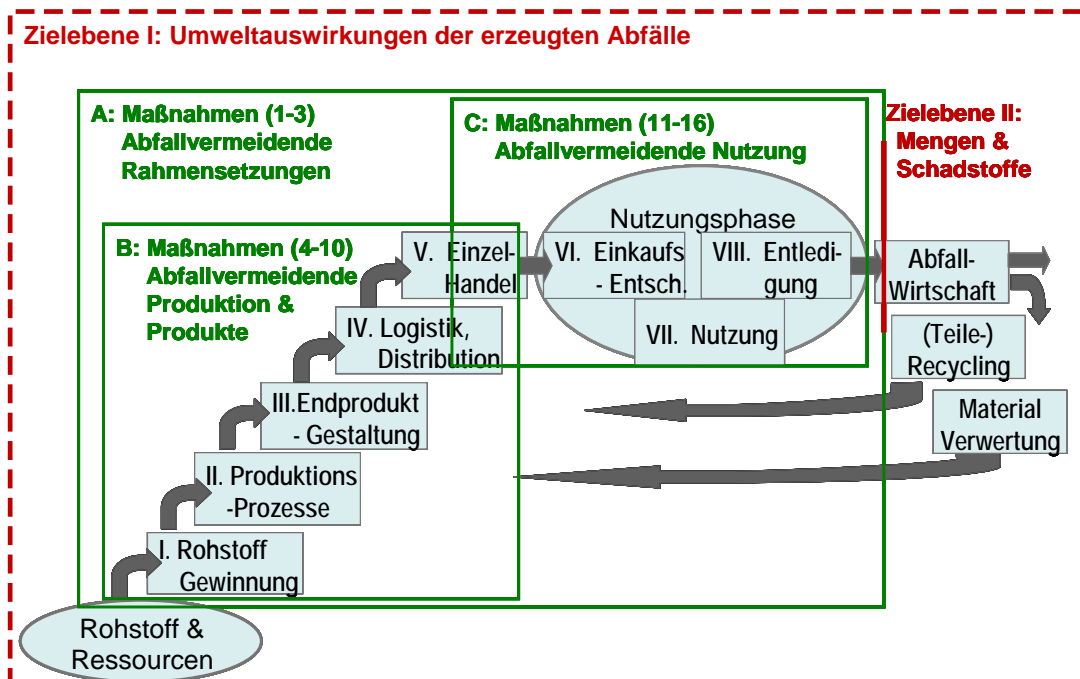 Zielebene I: Umweltauswirkungen der erzeugten Abfälle
A: Maßnahmen (1-3)
Abfallvermeidende
Rahmensetzungen
C: Maßnahmen (11-16)
Abfallvermeidende Nutzung
Zielebene II:
Mengen &
Schadstoffe
B: Maßnahmen (4-10)
Abfallvermeidende
Produktion &
Produkte
Nutzungsphase
V. Einzel-
Handel
VI. Einkaufs
- Entsch.
VIII. Entledi-
gung
VII. Nutzung
Abfall-
Wirtschaft
(Teile-)
Recycling
Material
Verwertung
IV. Logistik,
Distribution
III.Endprodukt
- Gestaltung
II. Produktions
-Prozesse
I. Rohstoff
Gewinnung
Rohstoff &
Ressourcen